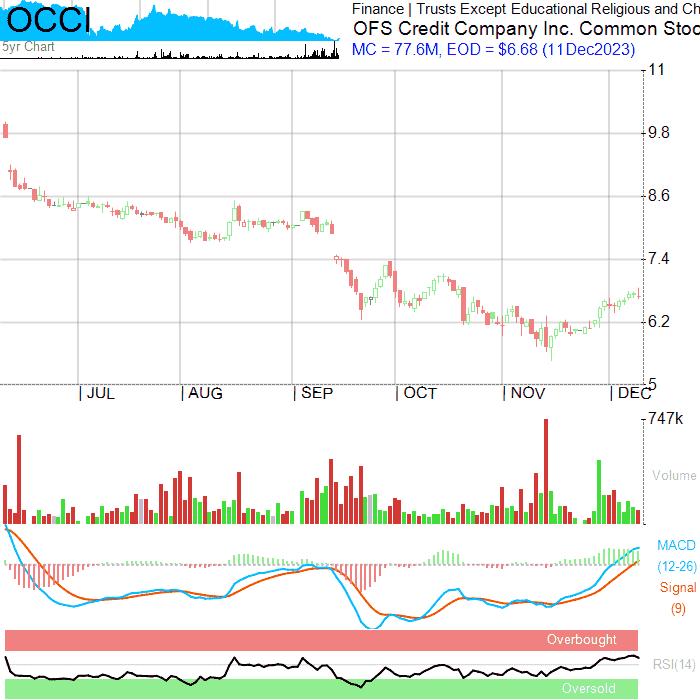 OCCI
5yr Chart
Finance | Trusts Except Educational Religious and Ch
OFS Credit Company Inc. Common Stoc
MC = 77.6M, EOD = $6.68 (11Dec2023)
11
9.8
8.6
7.4
6.2
5
| JUL | AUG | SEP | OCT | NOV | DEC
747k
Volume
MACD
(12-26)
Signal
(9)
Overbought
RSI(14)
Oversold